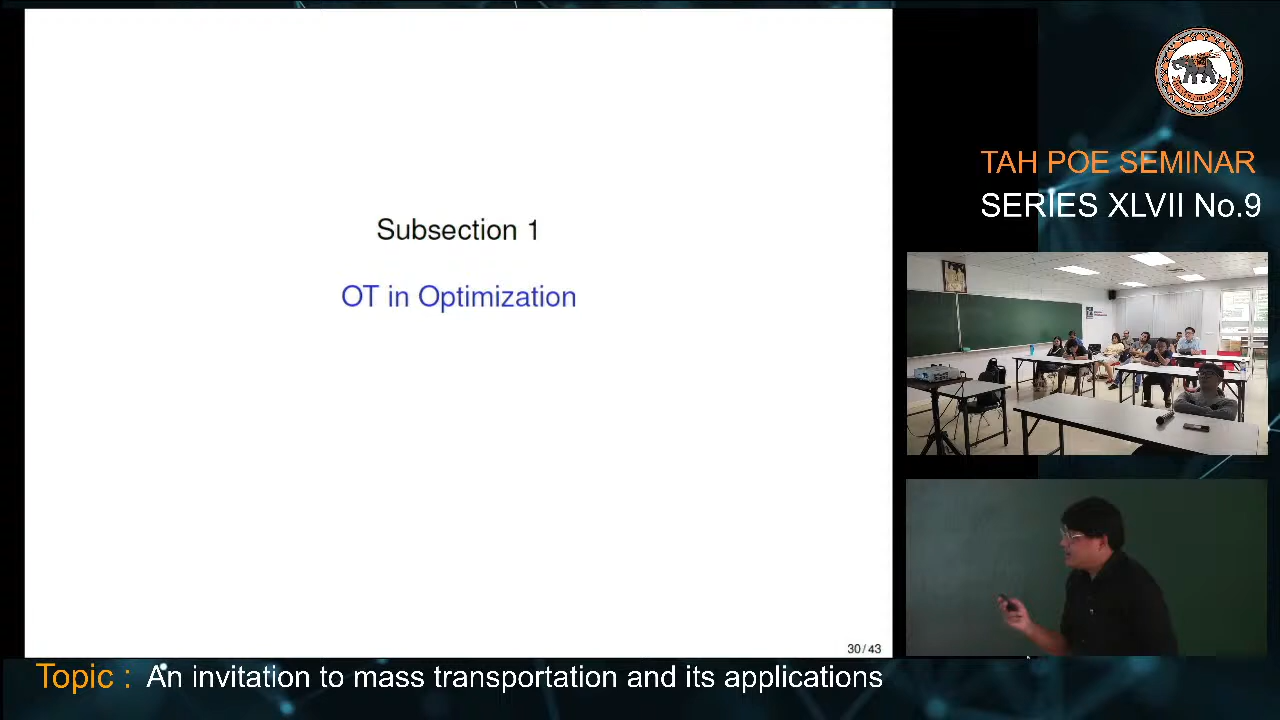 Subsection 1
OT in Optimization
30/43
TAH POE SEMINAR
SERIES XLVII No.9
Topic : An invitation to mass transportation and its applications